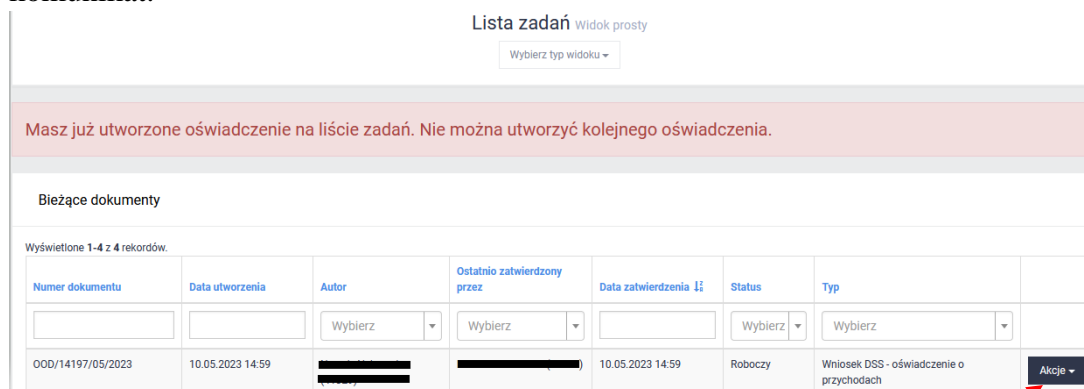 Lista zadań Widok prosty
Wybierz typ widoku
Masz już utworzone oświadczenie na liście zadań. Nie można utworzyć kolejnego oświadczenia.
Bieżące dokumenty
Wyświetlone 1-4 z 4 rekordów.
Numer dokumentu Data utworzenia Autor Ostatnio zatwierdzony przez Data zatwierdzenia Status Typ
Wybierz Wybierz Wybierz Wybierz
OOD/14197/05/2023 10.05.2023 14:59 10.05.2023 14:59 Roboczy Wniosek DSS - oświadczenie o przychodach Akcje